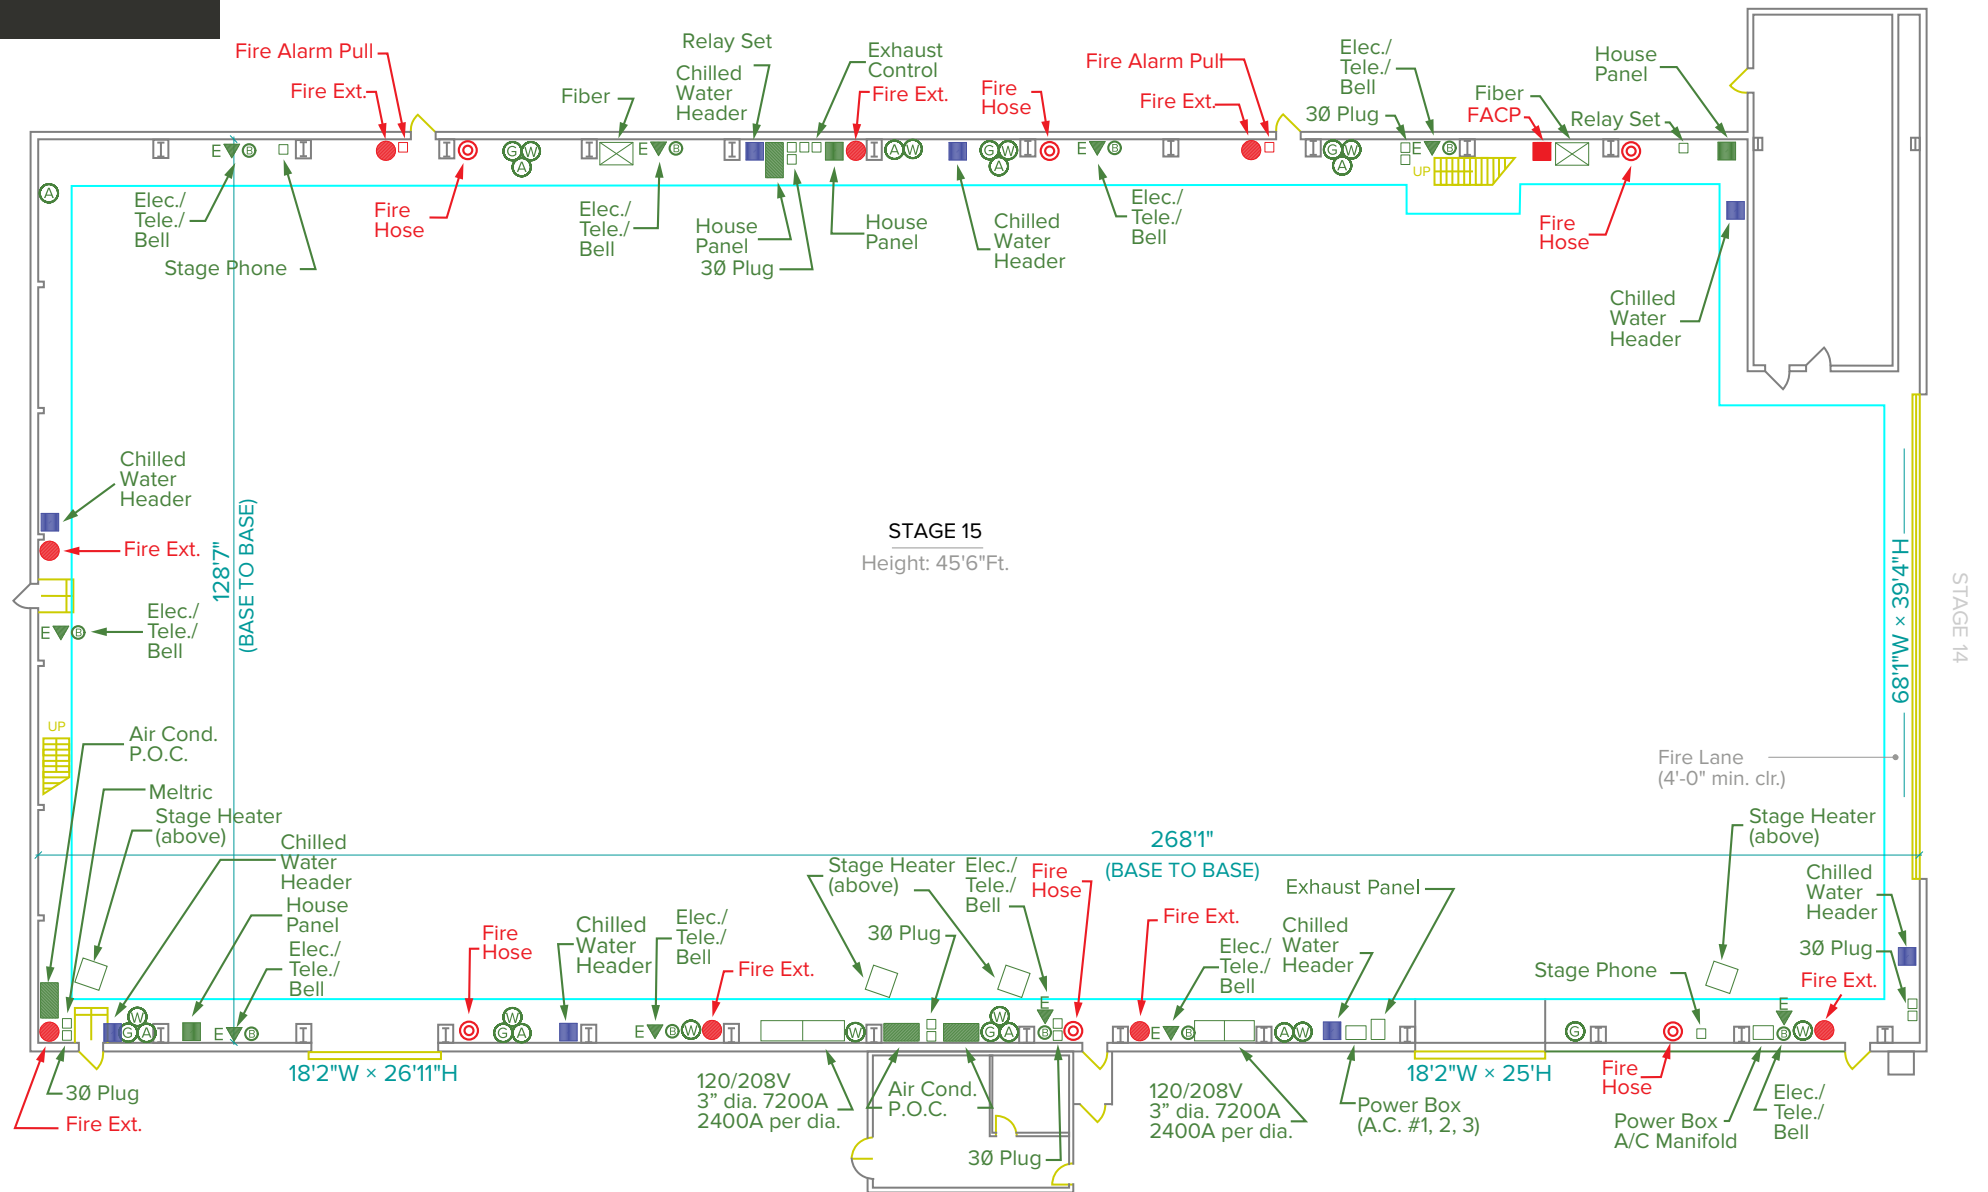 Fire Alarm Pull
Fire Ext.
Fiber
Relay Set
Chilled
Water
Header
Exhaust
Control
Fire Ext.
Fire
Hose
Fire Alarm Pull
Fire Ext.
Elec./
Tele./
Bell
3Ø Plug
Fiber
FACP
Relay Set
House
Panel
E
B
G
W
A
E
B
A
W
G
W
A
E
B
G
W
A
E
B
UP
A
Elec./
Tele./
Bell
Stage Phone
Fire
Hose
Elec./
Tele./
Bell
House
Panel
3Ø Plug
House
Panel
Chilled
Water
Header
Elec./
Tele./
Bell
Fire
Hose
Chilled
Water
Header
Chilled
Water
Header
Fire Ext.
128'7"
(BASE TO BASE)
Elec./
Tele./
Bell
E
B
STAGE 15
Height: 45'6"Ft.
68'1"W × 39'4"H
STAGE 14
Fire Lane
(4'-0" min. clr.)
UP
Air Cond.
P.O.C.
Meltric
Stage Heater
(above)
Chilled
Water
Header
House
Panel
Elec./
Tele./
Bell
268'1"
(BASE TO BASE)
Fire
Hose
Chilled
Water
Header
Elec./
Tele./
Bell
Fire Ext.
Stage Heater
(above)
3Ø Plug
Elec./
Tele./
Bell
Fire
Hose
Fire Ext.
Elec./
Tele./
Bell
Chilled
Water
Header
Exhaust Panel
Stage Phone
Stage Heater
(above)
Chilled
Water
Header
3Ø Plug
Fire Ext.
W
G
A
E
B
W
G
A
E
B
W
W
W
G
A
E
B
E
B
A
W
G
E
B
W
3Ø Plug
Fire Ext.
18'2"W × 26'11"H
120/208V
3” dia. 7200A
2400A per dia.
Air Cond.
P.O.C.
3Ø Plug
120/208V
3” dia. 7200A
2400A per dia.
Power Box
(A.C. #1, 2, 3)
18'2"W × 25'H
Fire
Hose
Power Box
A/C Manifold
Elec./
Tele./
Bell